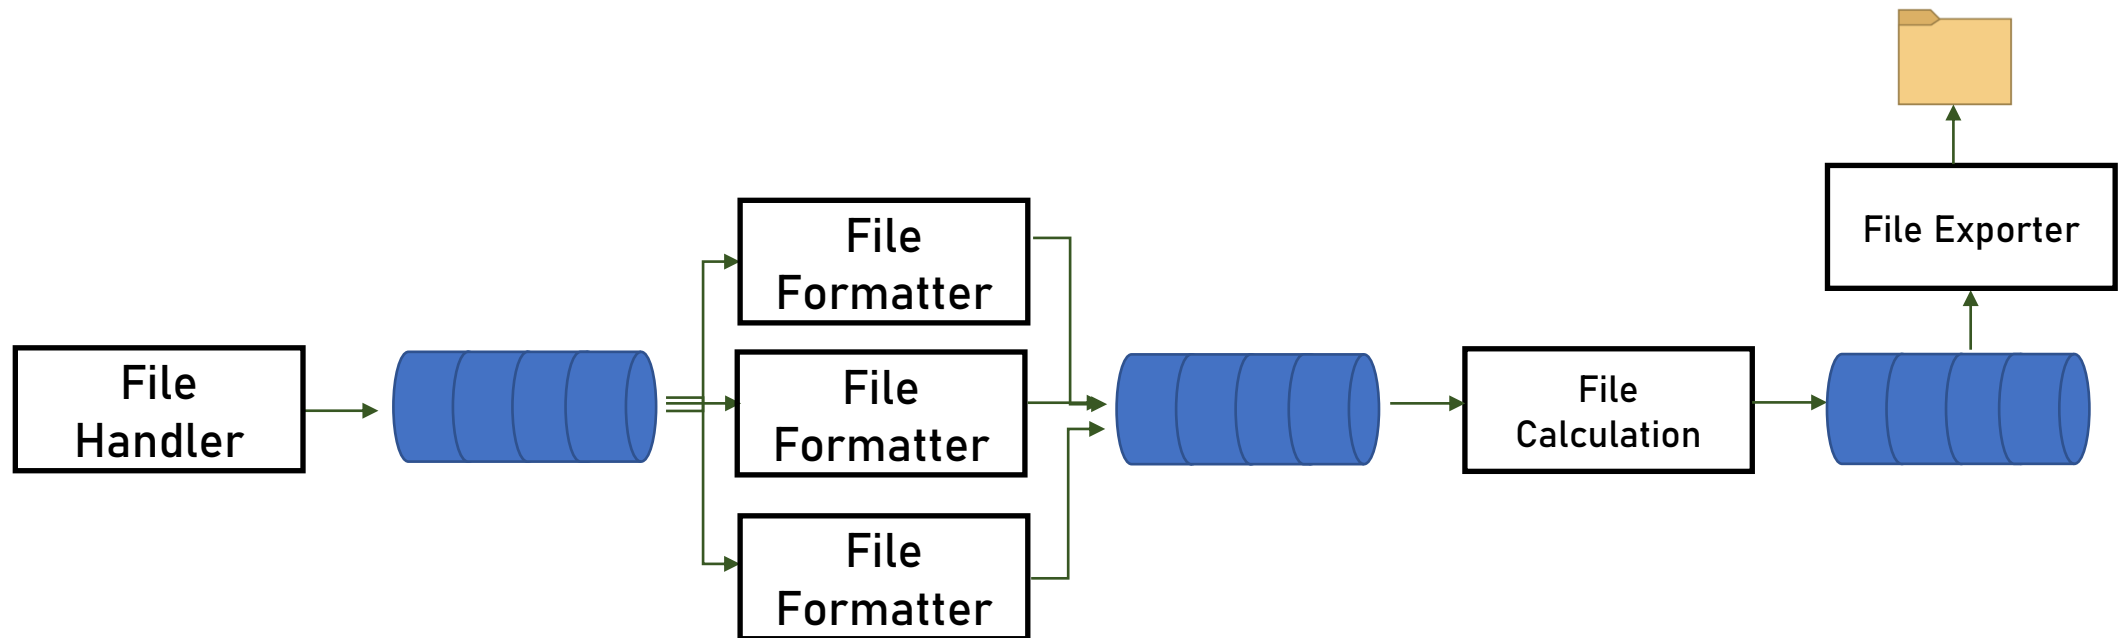 File
Handler
File
Formatter
File
Formatter
File
Formatter
File
Calculation
File Exporter